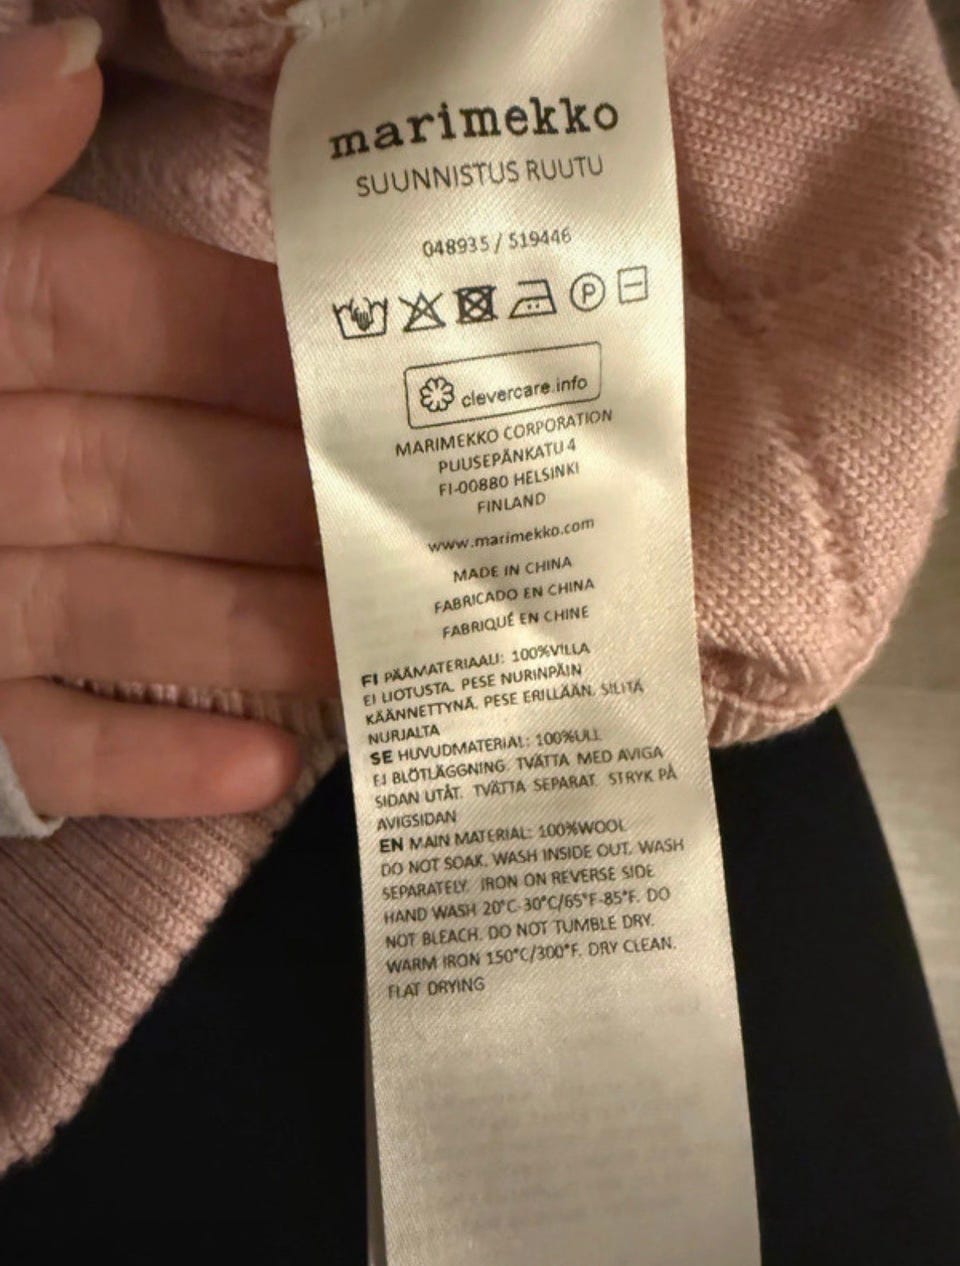 marimekko
SUUNNISTUS RUUTU
048935 / 519446
P
clevercare.info
MARIMEKKO CORPORATION
PUUSEPÄNKATU 4
FI-00880 HELSINKI
FINLAND
www.marimekko.com
MADE IN CHINA
FABRICADO EN CHINA
FABRIQUÉ EN CHINE
FI PÄÄMATERIAALI: 100%VILLA
EI LIOTUSTA. PESE NURINPÄIN
KÄÄNNETTYNÄ. PESE ERILLÄÄN. SILITÄ
NURJALTA
SE HUVUDMATERIAL: 100%ULL
EJ BLÖTLÄGGNING. TVÄTTA MED AVIGA
SIDAN UTÅT. TVÄTTA SEPARAT. STRYK PÅ
AVIGSIDAN
EN MAIN MATERIAL: 100%WOOL
DO NOT SOAK. WASH INSIDE OUT. WASH
SEPARATELY. IRON ON REVERSE SIDE
HAND WASH 20°C-30°C/65°F-85°F. DO
NOT BLEACH. DO NOT TUMBLE DRY.
WARM IRON 150°C/300°F. DRY CLEAN.
FLAT DRYING